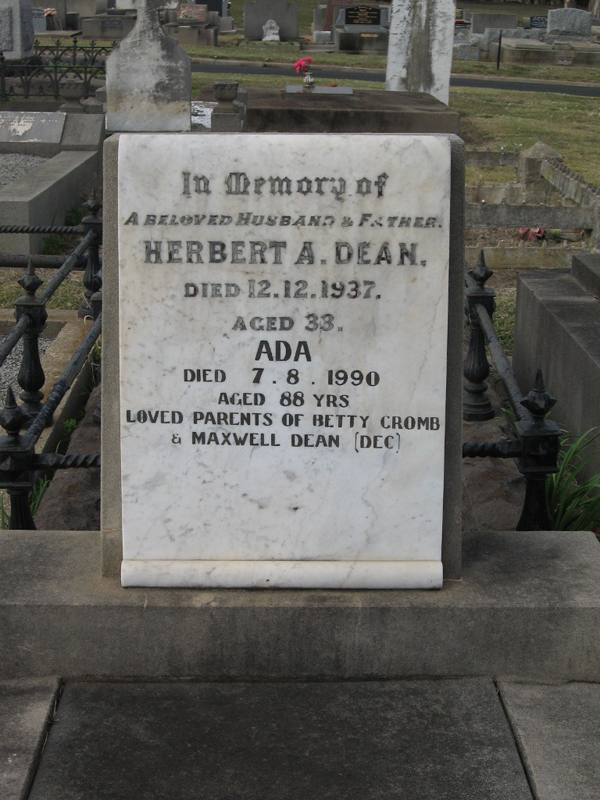 In Memory of
A BELOVED HUSBAND & FATHER.
HERBERT A. DEAN.
DIED 12.12.1937.
AGED 33.
ADA
DIED 7.8.1990
AGED 88 YRS
LOVED PARENTS OF BETTY CROMB
& MAXWELL DEAN (DEC)